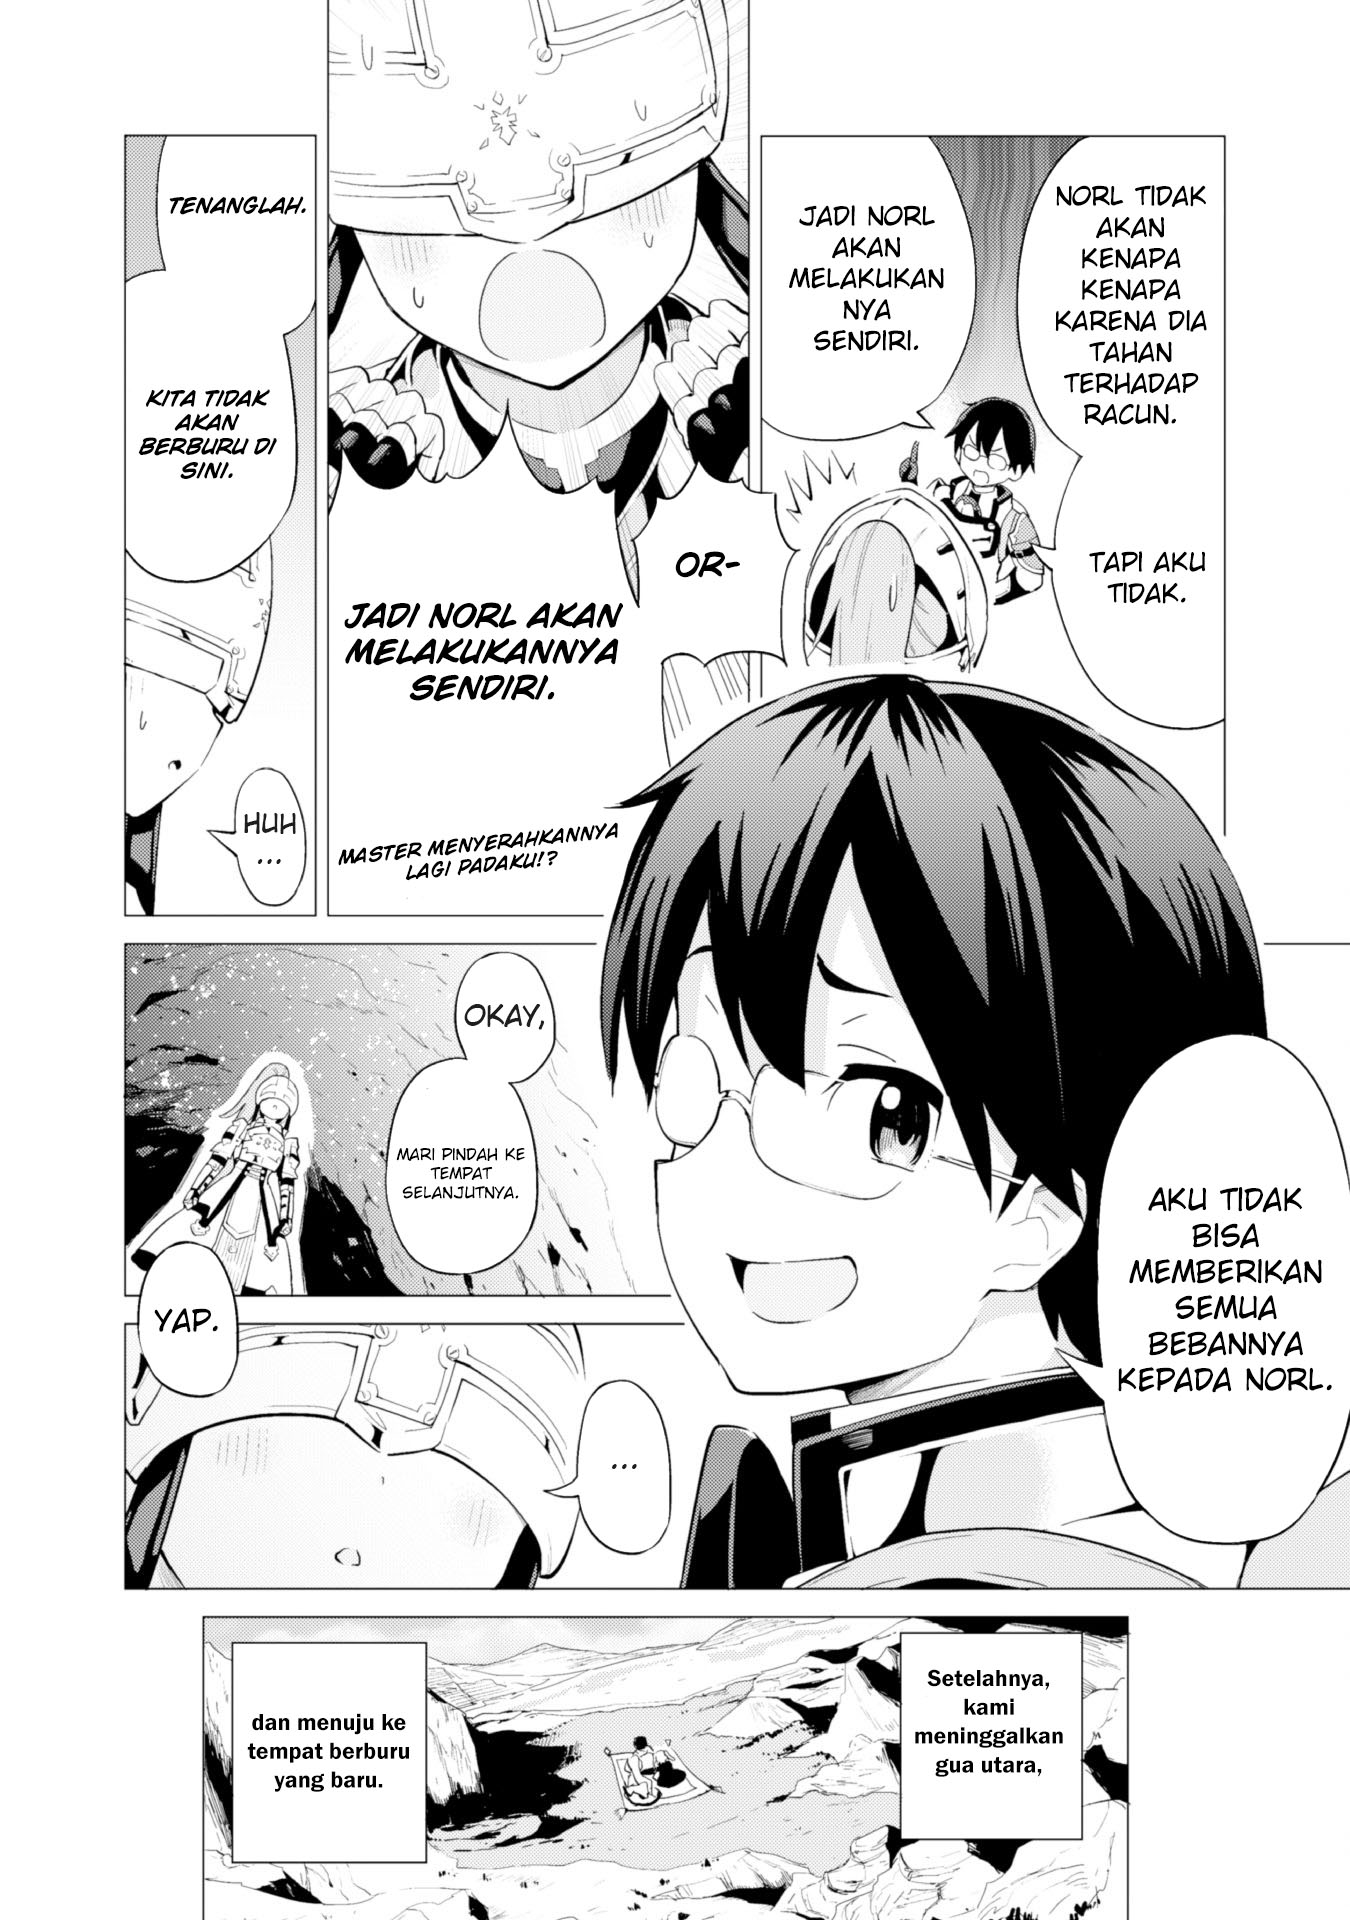 NORL TIDAK
AKAN
KENAPA
KENAPA
KARENA DIA
TAHAN
TERHADAP
RACUN.
TAPI AKU
TIDAK.
JADI NORL
AKAN
MELAKUKAN
NYA
SENDIRI.
OR-
JADI NORL AKAN
MELAKUKANNYA
SENDIRI.
MASTER MENYERAHKANNYA
LAGI PADAKU!?
TENANGLAH.
KITA TIDAK
AKAN
BERBURU DI
SINI.
HUH
...
AKU TIDAK
BISA
MEMBERIKAN
SEMUA
BEBANNYA
KEPADA NORL.
OKAY,
MARI PINDAH KE
TEMPAT
SELANJUTNYA.
...
YAP.
Setelahnya,
kami
meninggalkan
gua utara,
dan menuju ke
tempat berburu
yang baru.